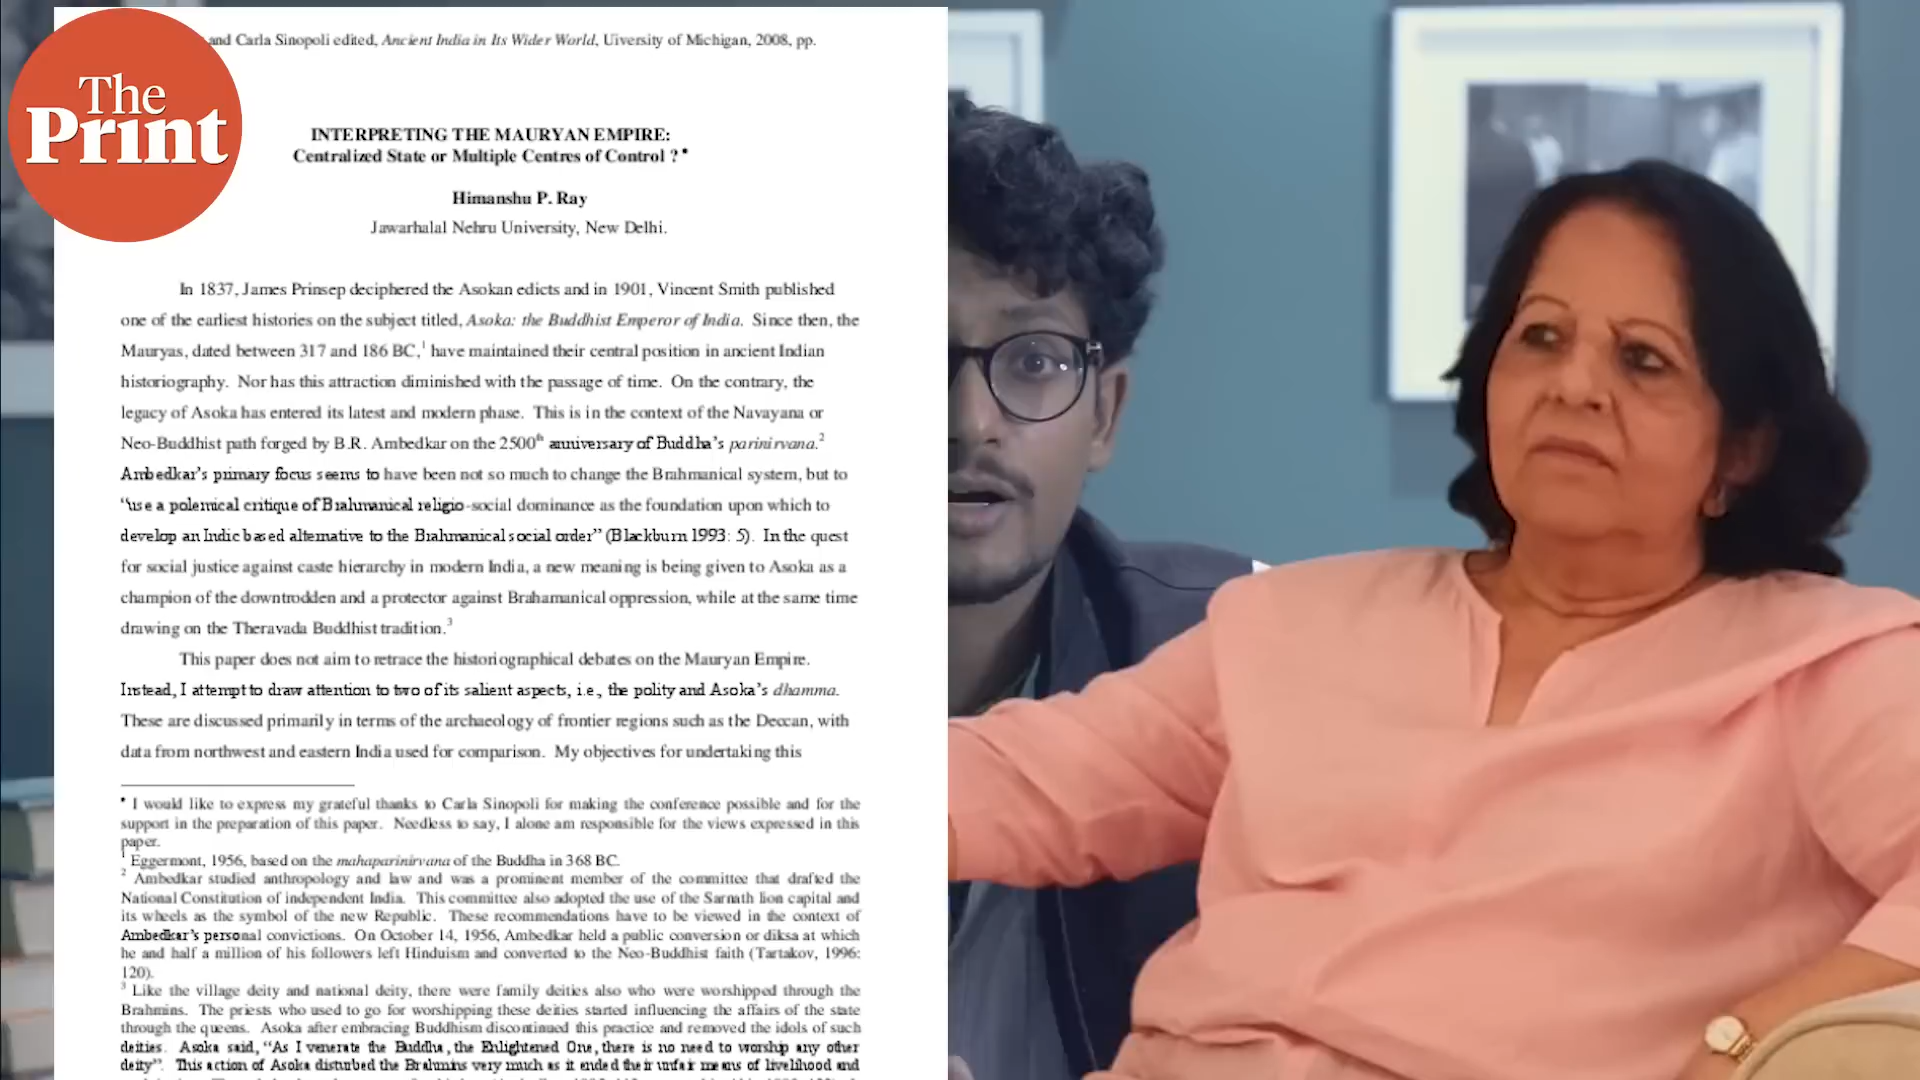 The
Print
and Carla Sinopoli edited, Ancient India in Its Wider World, Uiversity of Michigan, 2008, pp.
INTERPRETING THE MAURYAN EMPIRE:
Centralized State or Multiple Centres of Control ? •
Himanshu P. Ray
Jawarhalal Nehru University, New Delhi.
In 1837, James Prinsep deciphered the Asokan edicts and in 1901, Vincent Smith published
one of the earliest histories on the subject titled, Asoka: the Buddhist Emperor of India. Since then, the
Mauryas, dated between 317 and 186 BC,1 have maintained their central position in ancient Indian
historiography. Nor has this attraction diminished with the passage of time. On the contrary, the
legacy of Asoka has entered its latest and modern phase. This is in the context of the Navayana or
Neo-Buddhist path forged by B.R. Ambedkar on the 2500th anniversary of Buddha's parinirvana.2
Ambedkar's primary focus seems to have been not so much to change the Brahmanical system, but to
"use a polemical critique of Brahmanical religio-social dominance as the foundation upon which to
develop an Indic based alternative to the Brahmanical social order" (Blackburn 1993: 5). In the quest
for social justice against caste hierarchy in modern India, a new meaning is being given to Asoka as a
champion of the downtrodden and a protector against Brahamanical oppression, while at the same time
drawing on the Theravada Buddhist tradition.3
This paper does not aim to retrace the historiographical debates on the Mauryan Empire.
Instead, I attempt to draw attention to two of its salient aspects, i.e., the polity and Asoka's dhamma.
These are discussed primarily in terms of the archaeology of frontier regions such as the Deccan, with
data from northwest and eastern India used for comparison. My objectives for undertaking this
• I would like to express my grateful thanks to Carla Sinopoli for making the conference possible and for the
support in the preparation of this paper. Needless to say, I alone am responsible for the views expressed in this
paper.
1 Eggermont, 1956, based on the mahaparinirvana of the Buddha in 368 BC.
2 Ambedkar studied anthropology and law and was a prominent member of the committee that drafted the
National Constitution of independent India. This committee also adopted the use of the Sarnath lion capital and
its wheels as the symbol of the new Republic. These recommendations have to be viewed in the context of
Ambedkar's personal convictions. On October 14, 1956, Ambedkar held a public conversion or diksa at which
he and half a million of his followers left Hinduism and converted to the Neo-Buddhist faith (Tartakov, 1996:
120).
3 Like the village deity and national deity, there were family deities also who were worshipped through the
Brahmins. The priests who used to go for worshipping these deities started influencing the affairs of the state
through the queens. Asoka after embracing Buddhism discontinued this practice and removed the idols of such
deities. Asoka said, "As I venerate the Buddha, the Enlightened One, there is no need to worship any other
deity". This action of Asoka disturbed the Brahmins very much as it ended their unfair means of livelihood and